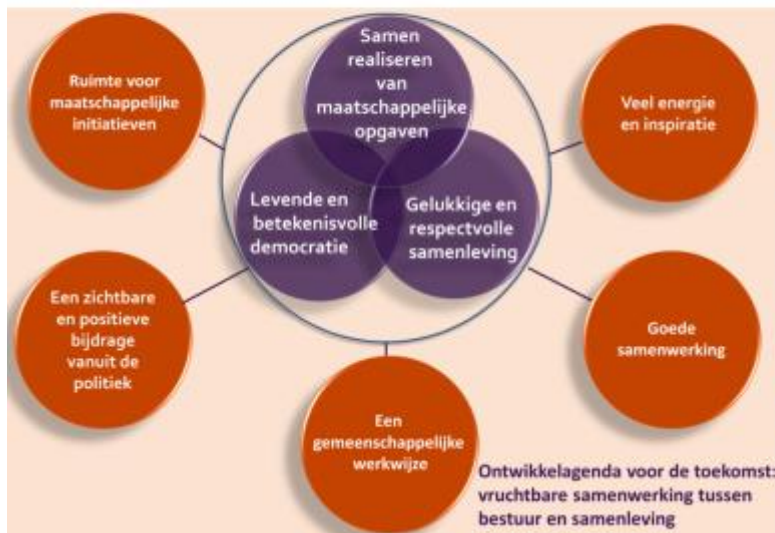 Samen
realiseren
van
maatschappelijke
opgaven
Levende en
betekenisvolle
democratie
Gelukkige en
respectvolle
samenleving
Ruimte voor
maatschappelijke
initiatieven
Veel energie
en inspiratie
Een zichtbare
en positieve
bijdrage
vanuit de
politiek
Goede
samenwerking
Een
gemeenschappelijke
werkwijze
Ontwikkelagenda voor de toekomst:
vruchtbare samenwerking tussen
bestuur en samenleving